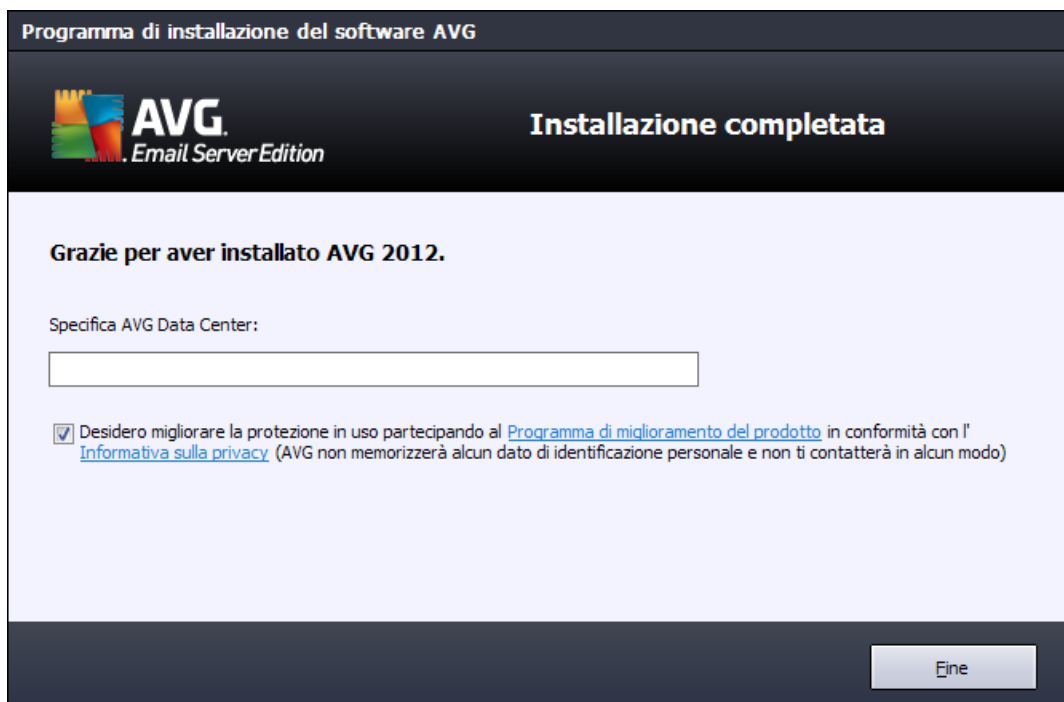 Programma di installazione del software AVG
AVG.
Email Server Edition
Installazione completata
Grazie per aver installato AVG 2012.
Specifica AVG Data Center:
Desidero migliorare la protezione in uso partecipando al Programma di miglioramento del prodotto in conformità con l'
Informativa sulla privacy (AVG non memorizzerà alcun dato di identificazione personale e non ti contatterà in alcun modo)
Fine